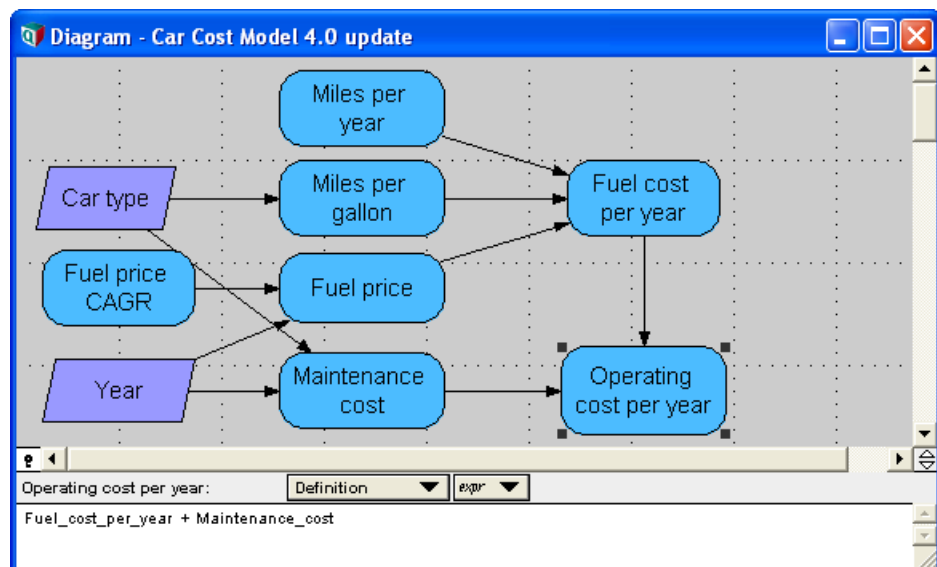 Diagram - Car Cost Model 4.0 update
Miles per
year
Car type
Miles per
gallon
Fuel cost
per year
Fuel price
CAGR
Fuel price
Year
Maintenance
cost
Operating
cost per year
Operating cost per year:
Definition
expr
Fuel_cost_per_year + Maintenance_cost